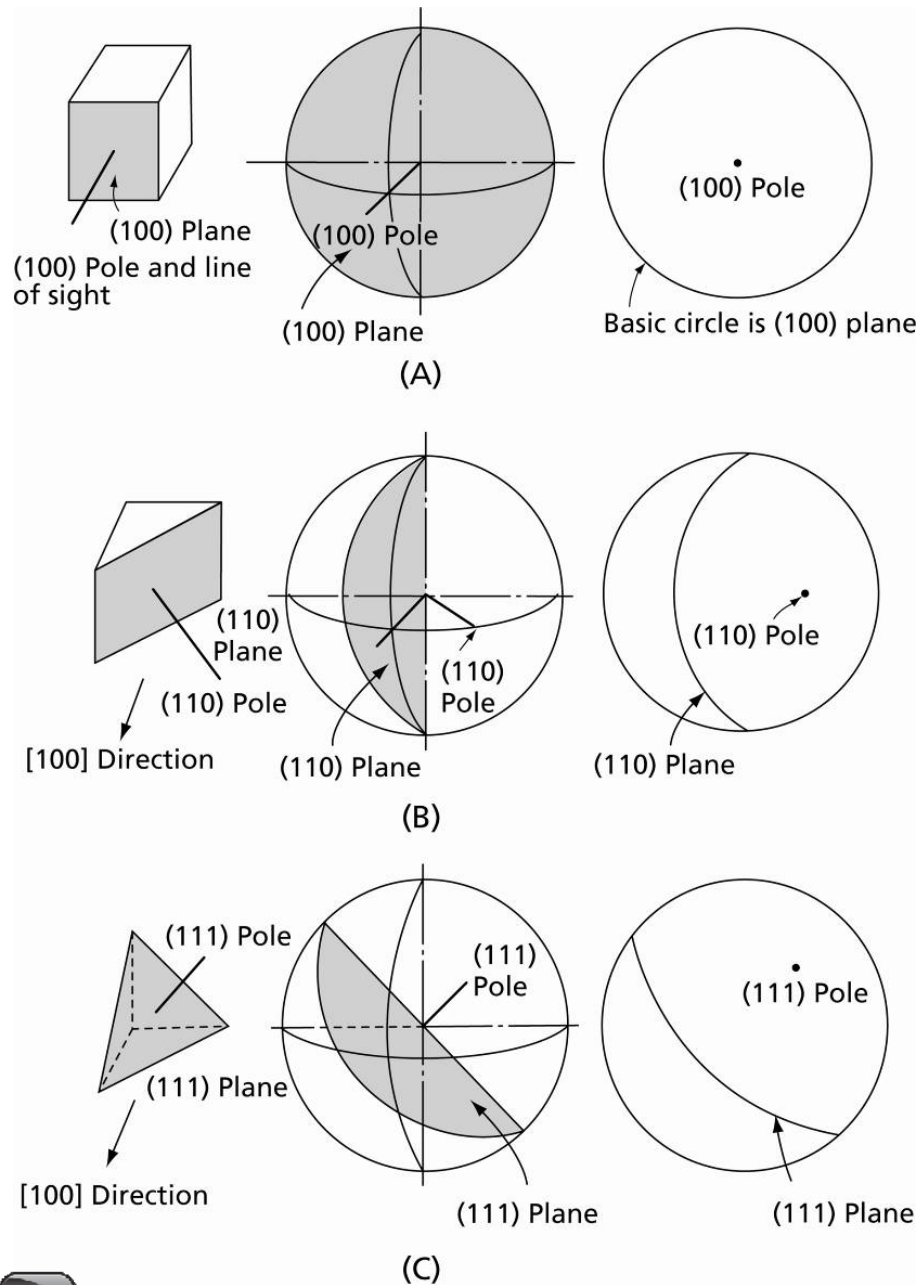 (100) Plane
(100) Pole and line
of sight
(100) Pole
(100) Plane
(100) Pole
Basic circle is (100) plane
(A)
(110)
Plane
(110) Pole
[100] Direction
(110)
Pole
(110) Plane
(110) Pole
(110) Plane
(B)
(111) Pole
(111) Plane
[100] Direction
(111)
Pole
(111) Plane
(111) Pole
(111) Plane
(C)